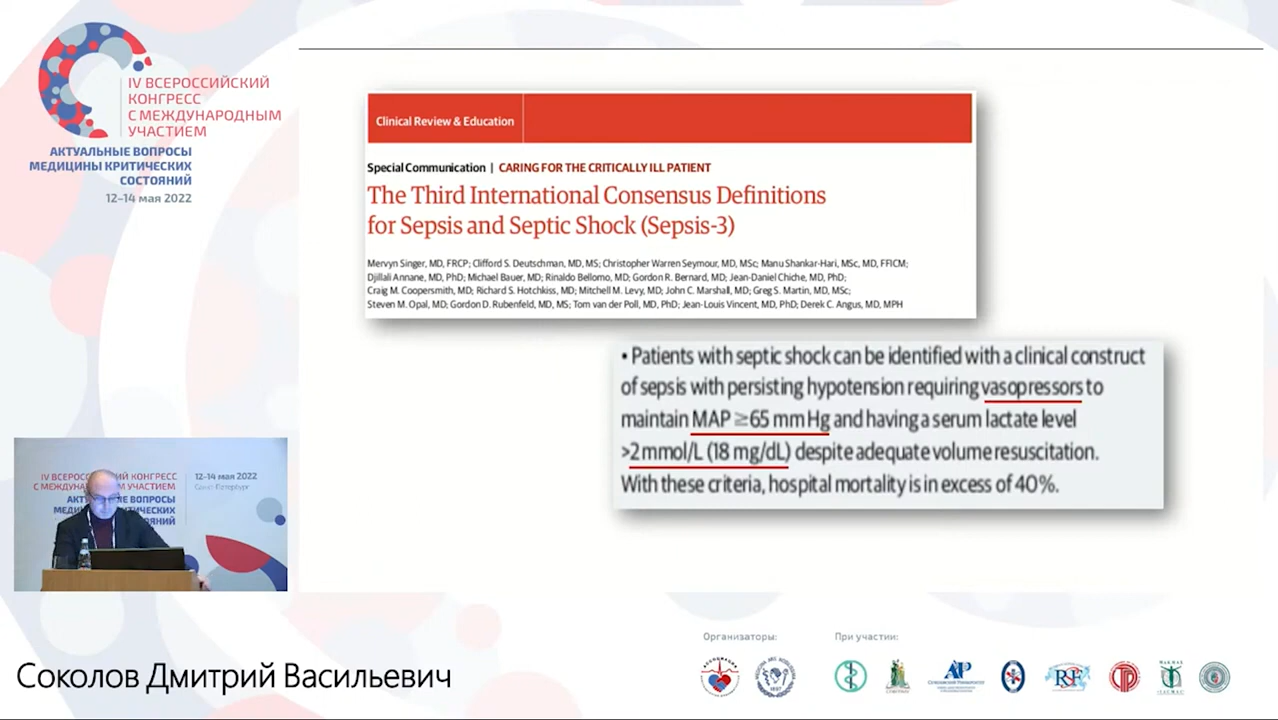 IV ВСЕРОССИЙСКИЙ
КОНГРЕСС
С МЕЖДУНАРОДНЫМ
УЧАСТИЕМ
АКТУАЛЬНЫЕ ВОПРОСЫ
МЕДИЦИНЫ КРИТИЧЕСКИХ
СОСТОЯНИЙ
12–14 мая 2022
Clinical Review & Education
Special Communication | CARING FOR THE CRITICALLY ILL PATIENT
The Third International Consensus Definitions
for Sepsis and Septic Shock (Sepsis-3)
Mervyn Singer, MD, FRCP; Clifford S. Deutschman, MD, MS; Christopher Warren Seymour, MD, MSc; Manu Shankar-Hari, MSc, MD, FFICM;
Djillali Annane, MD, PhD; Michael Bauer, MD; Rinaldo Bellomo, MD; Gordon R. Bernard, MD; Jean-Daniel Chiche, MD, PhD;
Craig M. Coopersmith, MD; Richard S. Hotchkiss, MD; Mitchell M. Levy, MD; John C. Marshall, MD; Greg S. Martin, MD, MSc;
Steven M. Opal, MD; Gordon D. Rubenfeld, MD, MS; Tom van der Poll, MD, PhD; Jean-Louis Vincent, MD, PhD; Derek C. Angus, MD, MPH
• Patients with septic shock can be identified with a clinical construct
of sepsis with persisting hypotension requiring vasopressors to
maintain MAP ≥65 mm Hg and having a serum lactate level
>2 mmol/L (18 mg/dL) despite adequate volume resuscitation.
With these criteria, hospital mortality is in excess of 40%.
IV ВСЕРОССИЙСКИЙ КОНГРЕСС
С МЕЖДУНАРОДНЫМ УЧАСТИЕМ
12–14 мая 2022
Санкт-Петербург
Организаторы:
При участии:
Соколов Дмитрий Васильевич